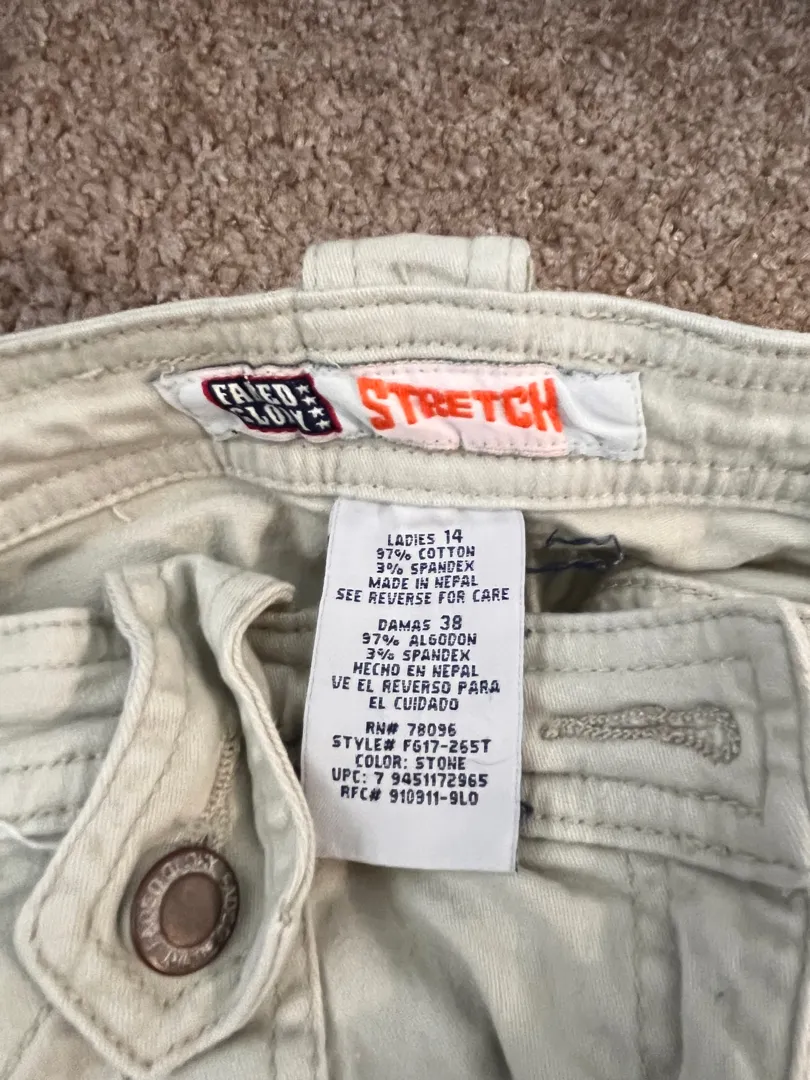 FADED
GLORY
STRETCH
LADIES 14
97% COTTON
3% SPANDEX
MADE IN NEPAL
SEE REVERSE FOR CARE
DAMAS 38
97% ALGODON
3% SPANDEX
HECHO EN NEPAL
VE EL REVERSO PARA
EL CUIDADO
RN# 78096
STYLE# FG17-265T
COLOR: STONE
UPC: 7 9451172965
RFC# 910911-9L0